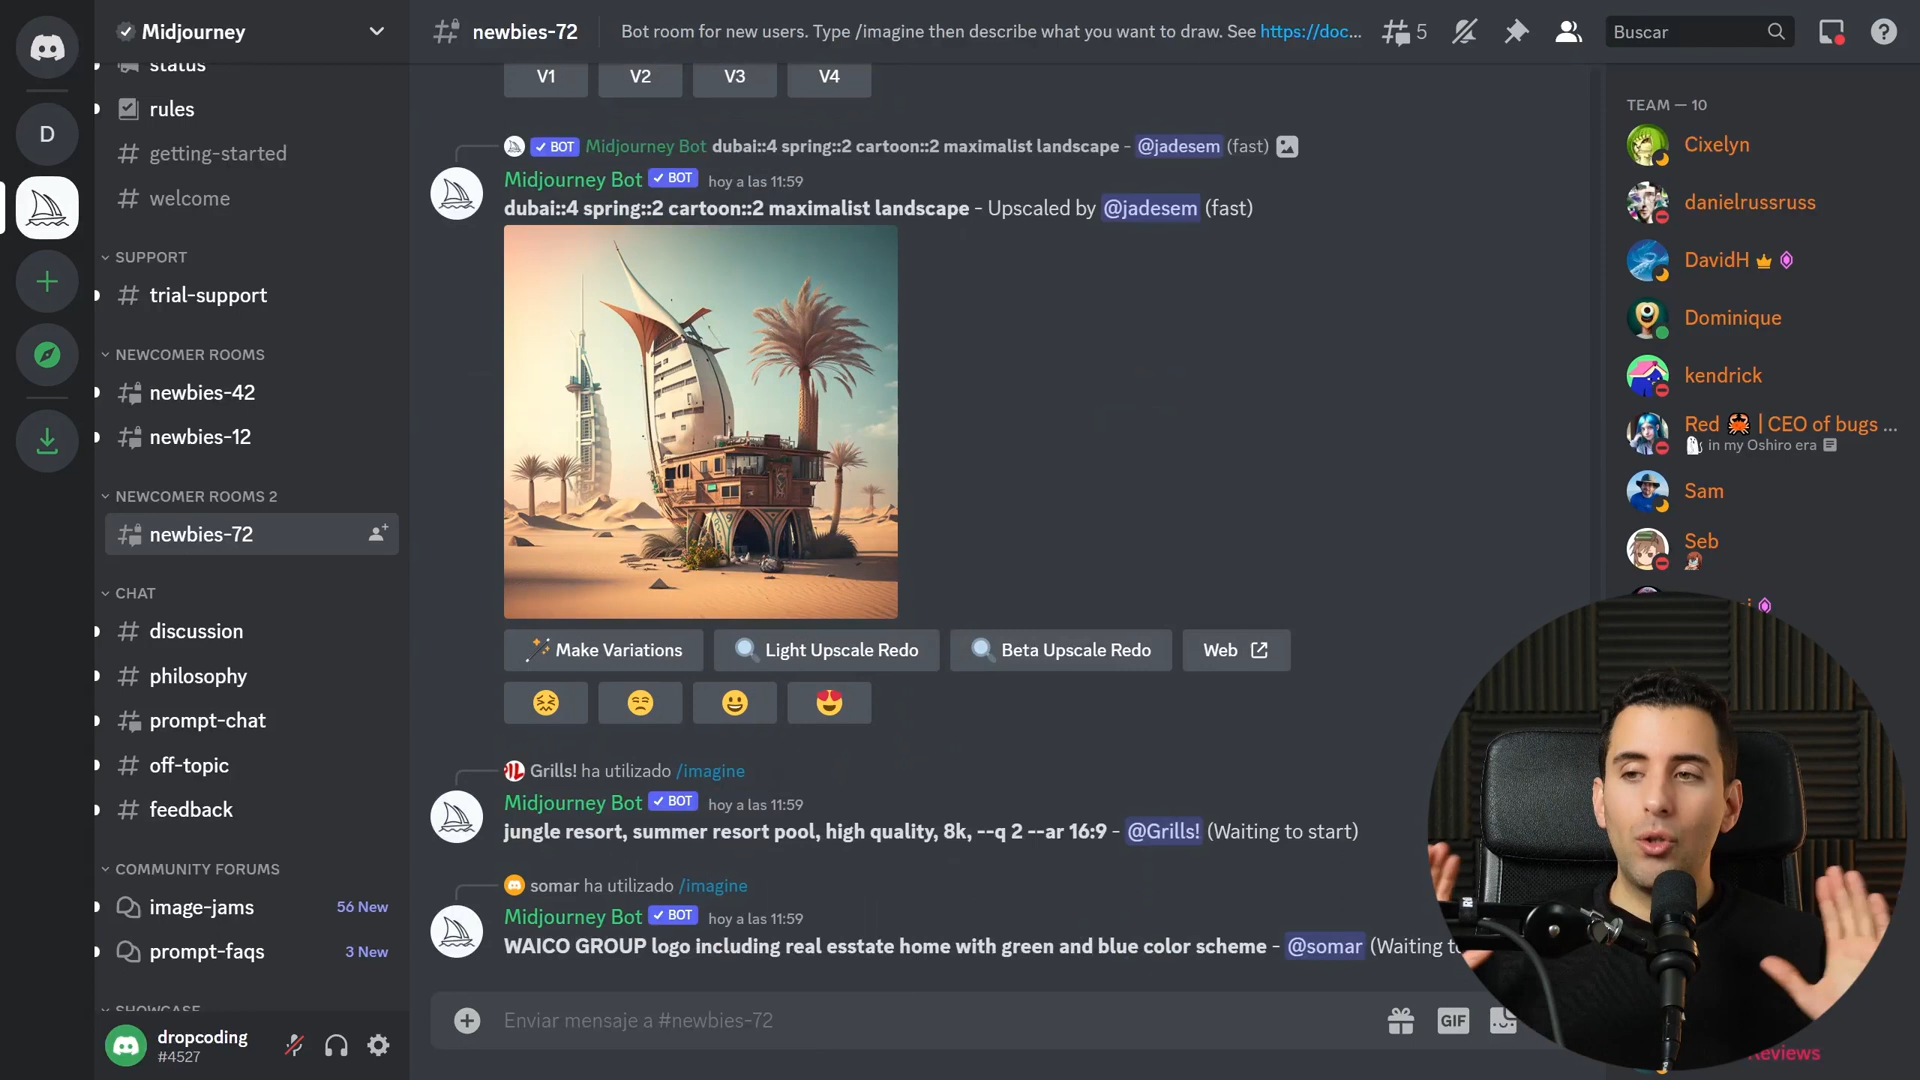 Midjourney
newbies-72
Bot room for new users. Type /imagine then describe what you want to draw. See https://doc...
5
Buscar
status
rules
getting-started
welcome
SUPPORT
trial-support
NEWCOMER ROOMS
newbies-42
newbies-12
NEWCOMER ROOMS 2
newbies-72
CHAT
discussion
philosophy
prompt-chat
off-topic
feedback
COMMUNITY FORUMS
image-jams 56 New
prompt-faqs 3 New
SHOWCASE
dropcoding
#4527
D
V1 V2 V3 V4
BOT Midjourney Bot dubai::4 spring::2 cartoon::2 maximalist landscape - @jadesem (fast)
Midjourney Bot BOT hoy a las 11:59
dubai::4 spring::2 cartoon::2 maximalist landscape - Upscaled by @jadesem (fast)
Make Variations Light Upscale Redo Beta Upscale Redo Web
Grills! ha utilizado /imagine
Midjourney Bot BOT hoy a las 11:59
jungle resort, summer resort pool, high quality, 8k, --q 2 --ar 16:9 - @Grills! (Waiting to start)
somar ha utilizado /imagine
Midjourney Bot BOT hoy a las 11:59
WAICO GROUP logo including real esstate home with green and blue color scheme - @somar (Waiting
Enviar mensaje a #newbies-72
GIF
TEAM — 10
Cixelyn
danielrussruss
DavidH
Dominique
kendrick
Red | CEO of bugs ...
in my Oshiro era
Sam
Seb
Reviews